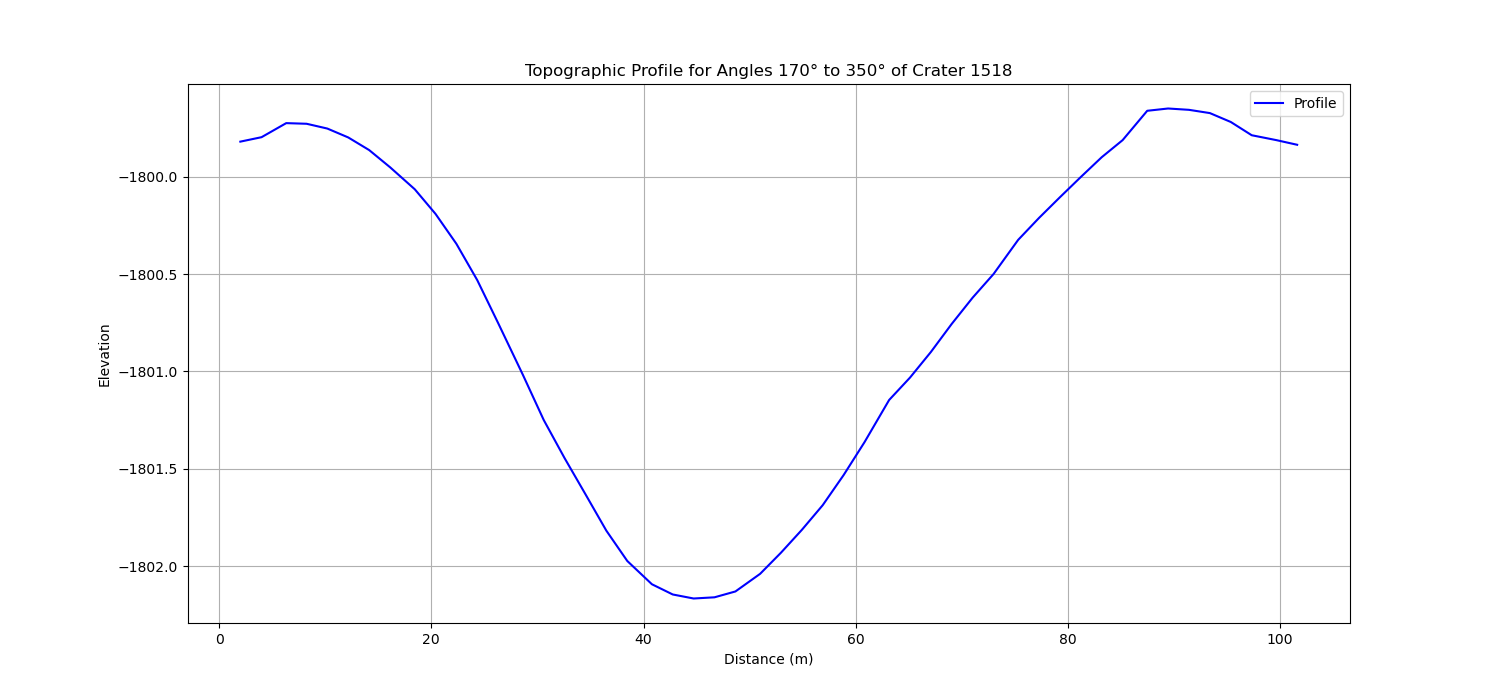 Topographic Profile for Angles 170° to 350° of Crater 1518
Profile
Elevation
−1800.0
−1800.5
−1801.0
−1801.5
−1802.0
0 20 40 60 80 100
Distance (m)